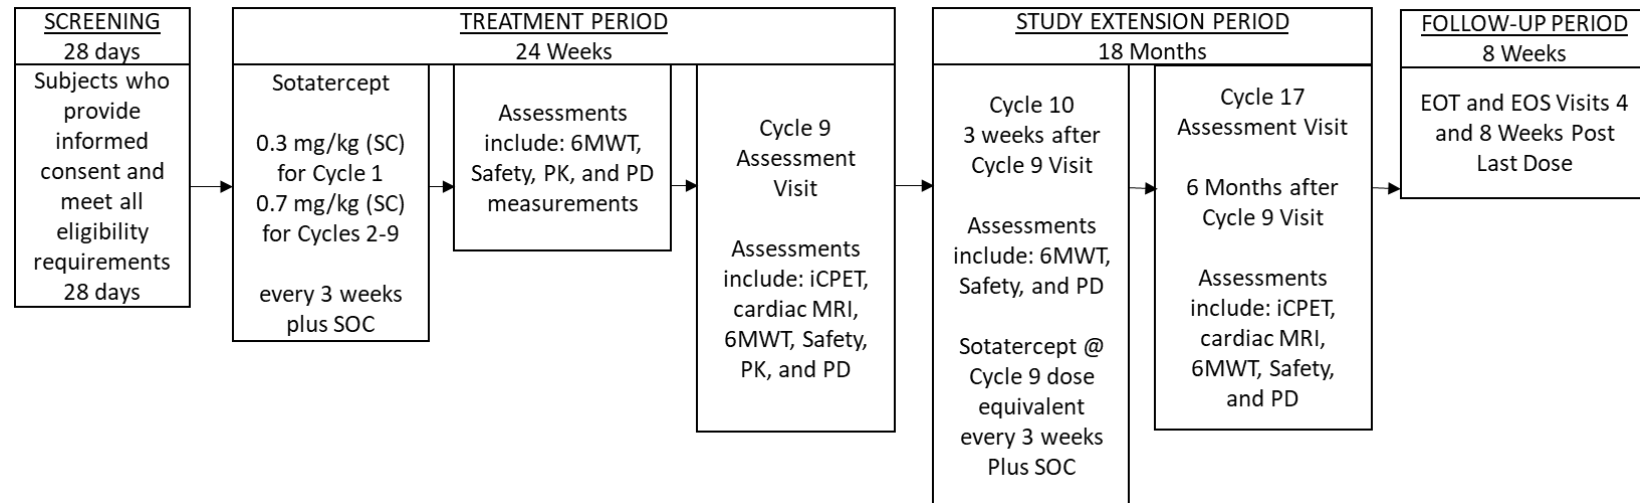 SCREENING
28 days
Subjects who
provide
informed
consent and
meet all
eligibility
requirements
28 days
TREATMENT PERIOD
24 Weeks
Sotatercept
0.3 mg/kg (SC)
for Cycle 1
0.7 mg/kg (SC)
for Cycles 2-9
every 3 weeks
plus SOC
Assessments
include: 6MWT,
Safety, PK, and PD
measurements
Cycle 9
Assessment
Visit
Assessments
include: iCPET,
cardiac MRI,
6MWT, Safety,
PK, and PD
STUDY EXTENSION PERIOD
18 Months
Cycle 10
3 weeks after
Cycle 9 Visit
Assessments
include: 6MWT,
Safety, and PD
Sotatercept @
Cycle 9 dose
equivalent
every 3 weeks
Plus SOC
Cycle 17
Assessment Visit
6 Months after
Cycle 9 Visit
Assessments
include: iCPET,
cardiac MRI,
6MWT, Safety,
and PD
FOLLOW-UP PERIOD
8 Weeks
EOT and EOS Visits 4
and 8 Weeks Post
Last Dose